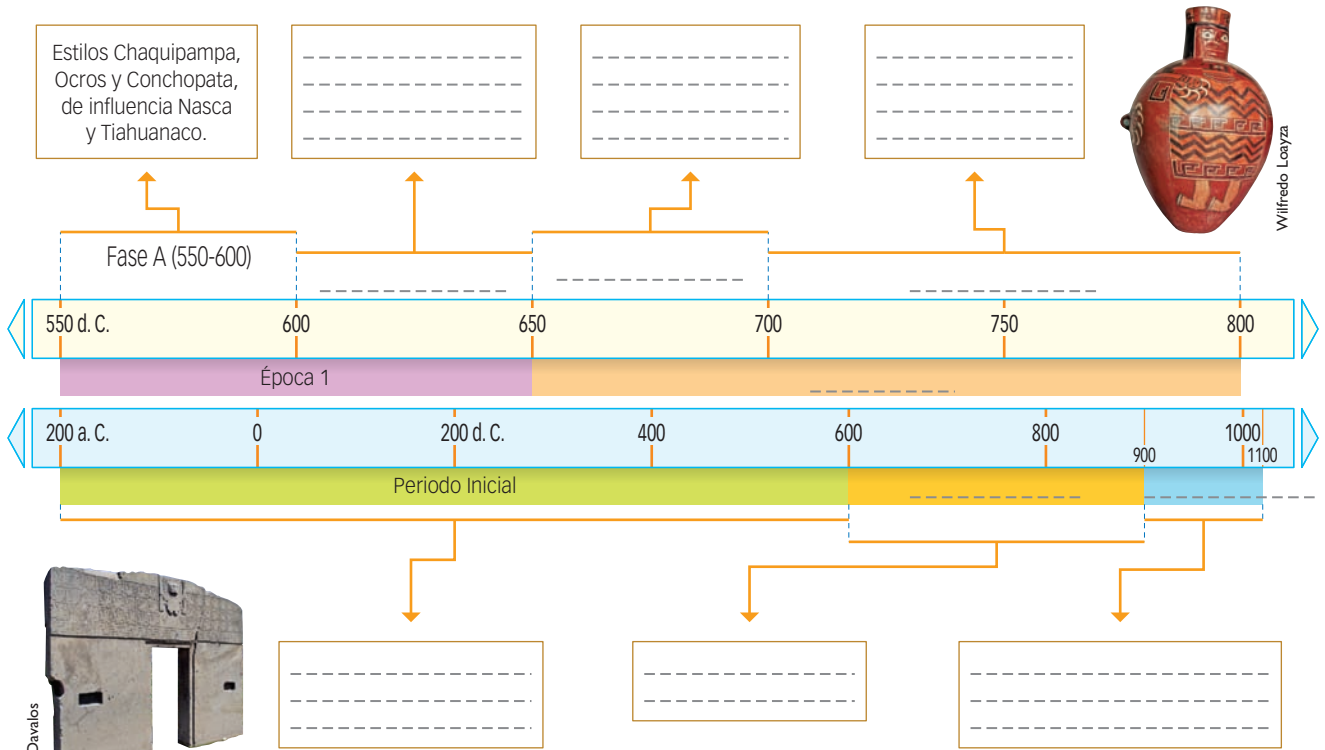 Estilos Chaquipampa,
Ocros y Conchopata,
de influencia Nasca
y Tiahuanaco.
Wilfredo Loayza
Fase A (550-600)
550 d. C. 600 650 700 750 800
Época 1
200 a. C. 0 200 d. C. 400 600 800 900 1000 1100
Periodo Inicial
Davalos